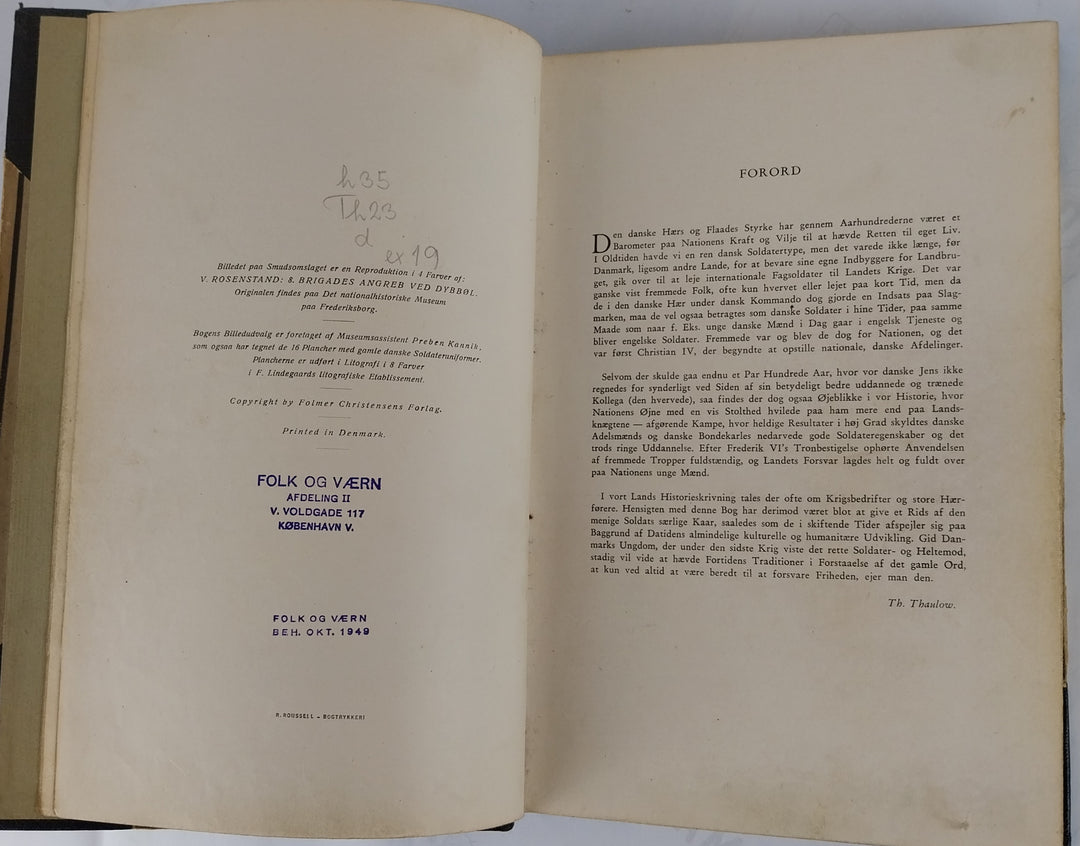 h35
Th23
d
ex 19
Billedet paa Smudsomslaget er en Reproduktion i 4 Farver af:
V. ROSENSTAND: 8. BRIGADES ANGREB VED DYBBØL.
Originalen findes paa Det nationalhistoriske Museum
paa Frederiksborg.
Bogens Billedudvalg er foretaget af Museumsassistent Preben Kannik,
som ogsaa har tegnet de 16 Plancher med gamle danske Soldateruniformer.
Plancherne er udført i Litografi i 8 Farver
i F. Lindegaards litografiske Etablissement.
Copyright by Folmer Christensens Forlag.
Printed in Denmark.
FOLK OG VÆRN
AFDELING II
V. VOLDGADE 117
KØBENHAVN V.
FOLK OG VÆRN
BEH. OKT. 1949
R. ROUSSELL - BOGTRYKKERI
FORORD
Den danske Hærs og Flaades Styrke har gennem Aarhundrederne været et
Barometer paa Nationens Kraft og Vilje til at hævde Retten til eget Liv.
I Oldtiden havde vi en ren dansk Soldatertype, men det varede ikke længe, før
Danmark, ligesom andre Lande, for at bevare sine egne Indbyggere for Landbru-
get, gik over til at leje internationale Fagsoldater til Landets Krige. Det var
ganske vist fremmede Folk, ofte kun hvervet eller lejet paa kort Tid, men da
de i den danske Hær under dansk Kommando dog gjorde en Indsats paa Slag-
marken, maa de vel ogsaa betragtes som danske Soldater i hine Tider, paa samme
Maade som naar f. Eks. unge danske Mænd i Dag gaar i engelsk Tjeneste og
bliver engelske Soldater. Fremmede var og blev de dog for Nationen, og det
var først Christian IV, der begyndte at opstille nationale, danske Afdelinger.
Selvom der skulde gaa endnu et Par Hundrede Aar, hvor vor danske Jens ikke
regnedes for synderligt ved Siden af sin betydeligt bedre uddannede og trænede
Kollega (den hvervede), saa findes der dog ogsaa Øjeblikke i vor Historie, hvor
Nationens Øjne med en vis Stolthed hvilede paa ham mere end paa Lands-
knægtene — afgørende Kampe, hvor heldige Resultater i høj Grad skyldtes danske
Adelsmænds og danske Bondekarles nedarvede gode Soldateregenskaber og det
trods ringe Uddannelse. Efter Frederik VI's Tronbestigelse ophørte Anvendelsen
af fremmede Tropper fuldstændig, og Landets Forsvar lagdes helt og fuldt over
paa Nationens unge Mænd.
I vort Lands Historieskrivning tales der ofte om Krigsbedrifter og store Hær-
førere. Hensigten med denne Bog har derimod været blot at give et Rids af den
menige Soldats særlige Kaar, saaledes som de i skiftende Tider afspejler sig paa
Baggrund af Datidens almindelige kulturelle og humanitære Udvikling. Gid Dan-
marks Ungdom, der under den sidste Krig viste det rette Soldater- og Heltemod,
stadig vil vide at hævde Fortidens Traditioner i Forstaaelse af det gamle Ord,
at kun ved altid at være beredt til at forsvare Friheden, ejer man den.
Th. Thaulow.